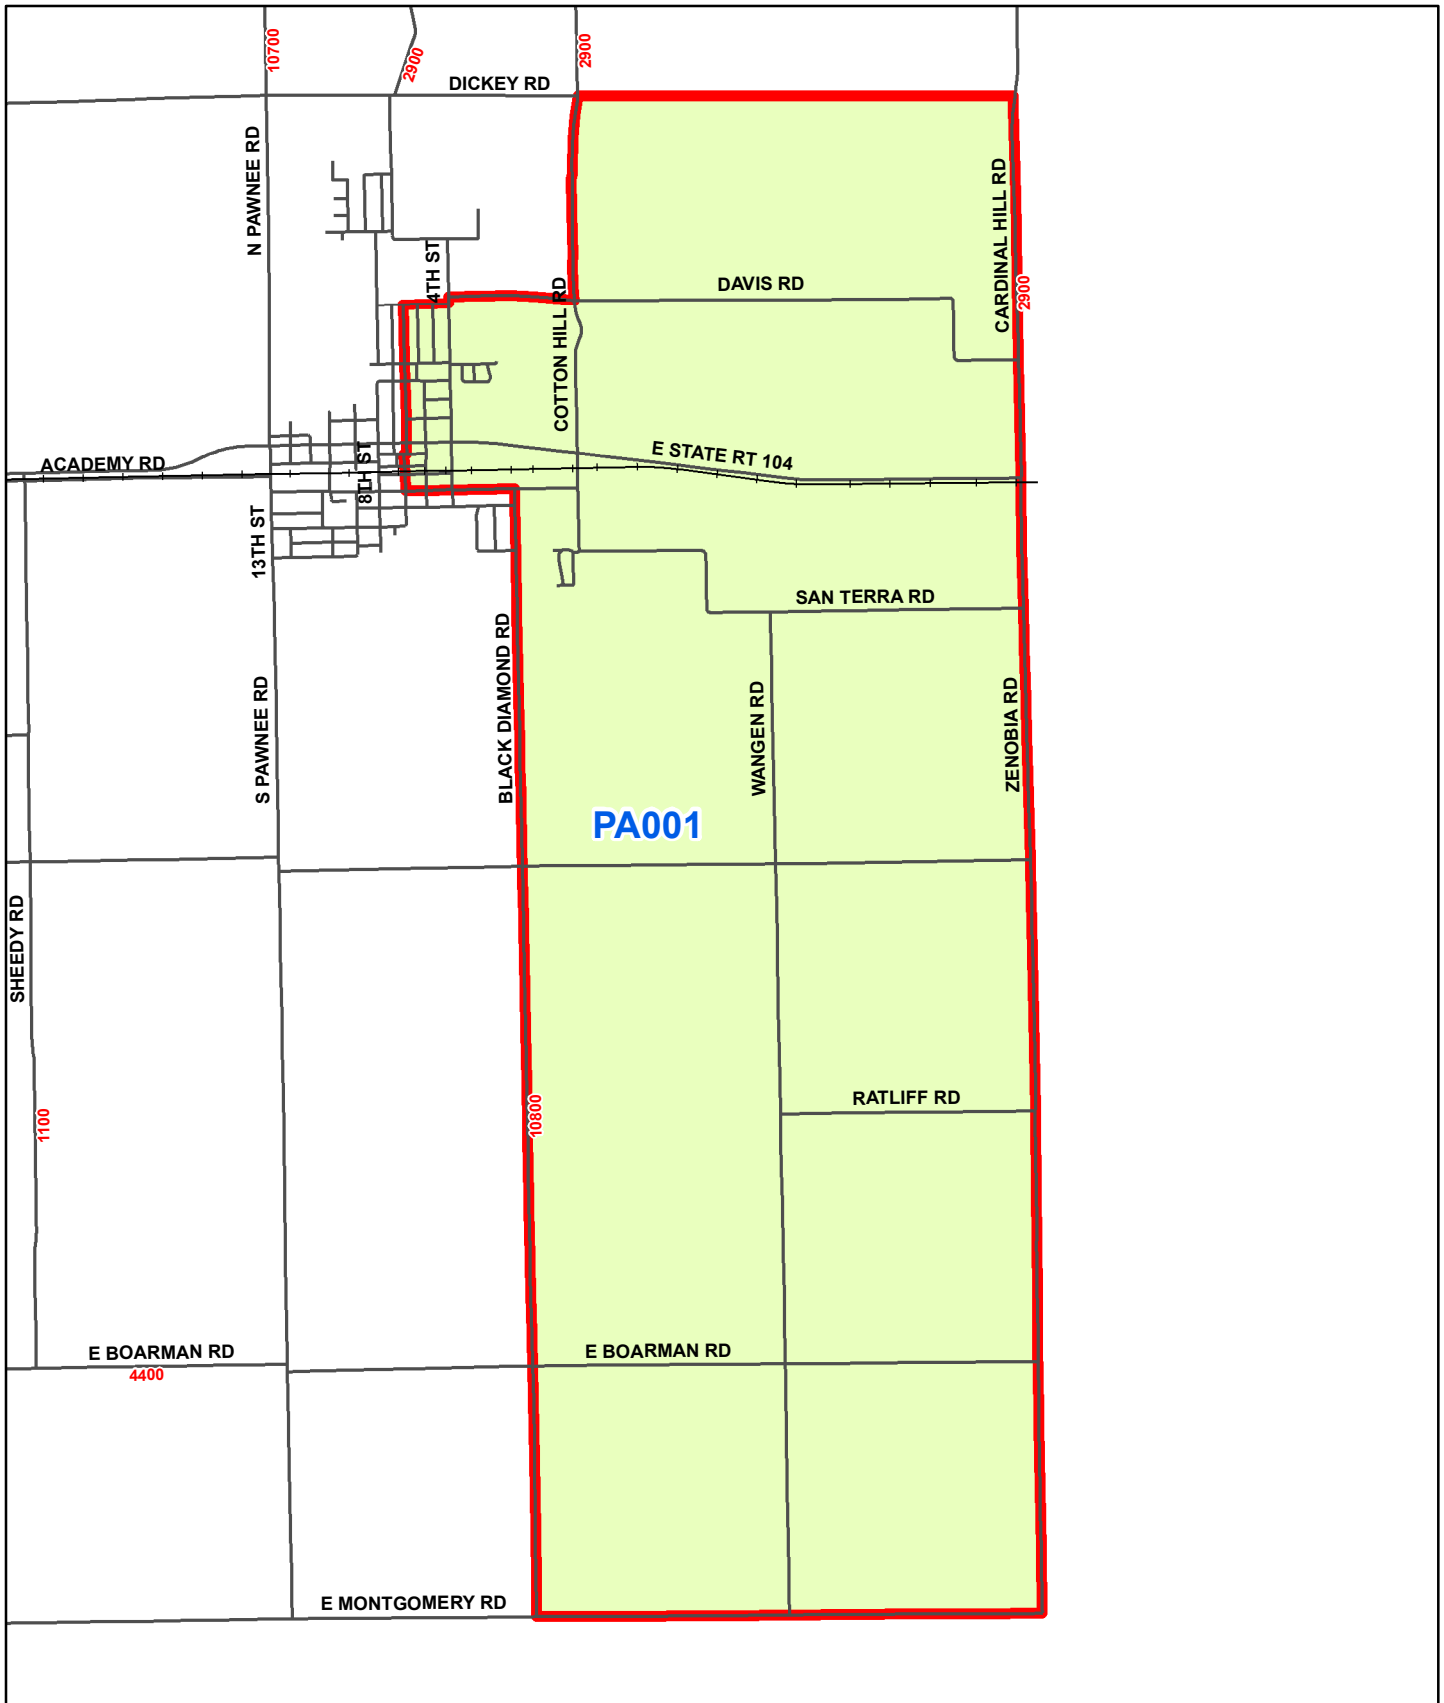 10700
2900
2900
DICKEY RD
N PAWNEE RD
CARDINAL HILL RD
4TH ST
DAVIS RD
2900
COTTON HILL RD
E STATE RT 104
ACADEMY RD
8TH ST
13TH ST
SAN TERRA RD
BLACK DIAMOND RD
S PAWNEE RD
WANGEN RD
ZENOBIA RD
PA001
SHEEDY RD
RATLIFF RD
1100
10800
E BOARMAN RD
E BOARMAN RD
4400
E MONTGOMERY RD